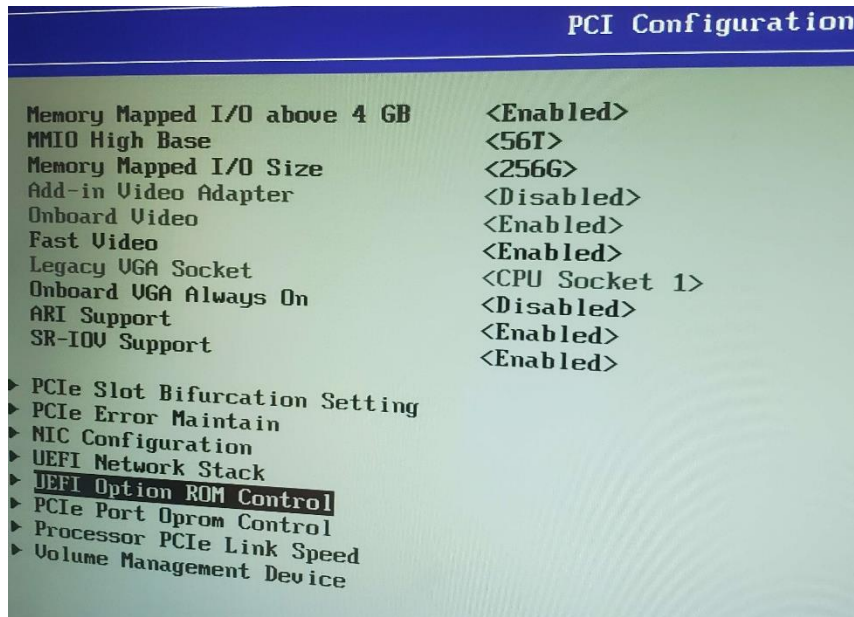 PCI Configuration
Memory Mapped I/O above 4 GB <Enabled>
MMIO High Base <56T>
Memory Mapped I/O Size <256G>
Add-in Video Adapter <Disabled>
Onboard Video <Enabled>
Fast Video <Enabled>
Legacy VGA Socket <CPU Socket 1>
Onboard VGA Always On <Disabled>
ARI Support <Enabled>
SR-IOV Support <Enabled>
PCIe Slot Bifurcation Setting
PCIe Error Maintain
NIC Configuration
UEFI Network Stack
UEFI Option ROM Control
PCIe Port Oprom Control
Processor PCIe Link Speed
Volume Management Device